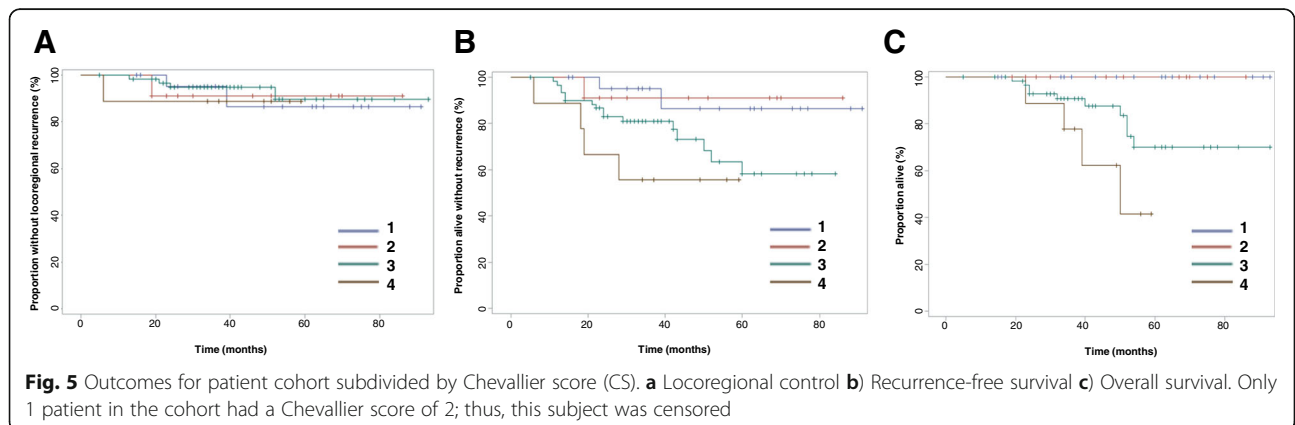 A
B
C
Proportion without locoregional recurrence (%)
100
80
60
40
20
0
1
2
3
4
0 20 40 60 80
Time (months)
Proportion alive without recurrence (%)
100
80
60
40
20
0
1
2
3
4
0 20 40 60 80
Time (months)
Proportion alive (%)
100
80
60
40
20
0
1
2
3
4
0 20 40 60 80
Time (months)
Fig. 5 Outcomes for patient cohort subdivided by Chevallier score (CS). a Locoregional control b) Recurrence-free survival c) Overall survival. Only
1 patient in the cohort had a Chevallier score of 2; thus, this subject was censored